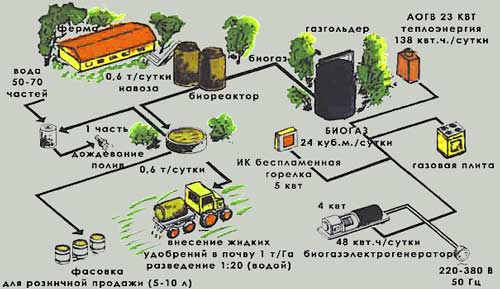 ферма
газгольдер
АОГВ 23 КВТ
теплоэнергия
138 квт.ч/сутки
биогаз
вода
50-70
частей
0,6 т/сутки
навоза
биореактор
1 часть
дождевание
полив
0,6 т/сутки
БИОГАЗ
24 куб.м./сутки
ИК беспламенная
горелка
5 квт
газовая плита
4 квт
48 квт.ч/сутки
биогазэлектрогенератор
внесение жидких
удобрений в почву 1 т/Га
разведение 1:20 (водой)
фасовка
для розничной продажи (5-10 л)
220-380 В
50 Гц